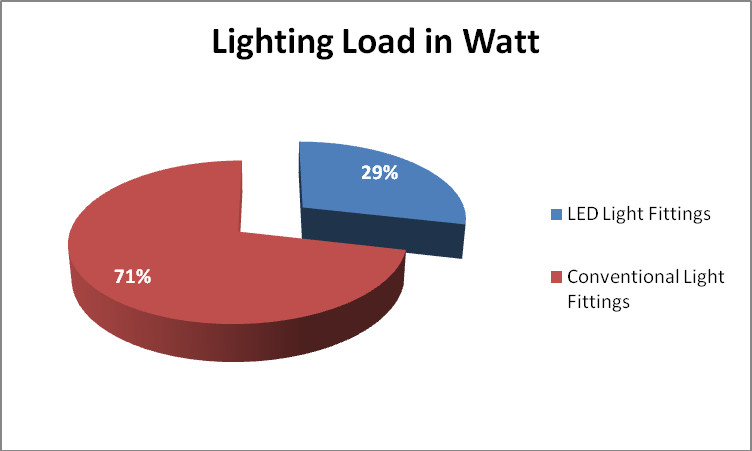 Lighting Load in Watt
29%
71%
LED Light Fittings
Conventional Light
Fittings